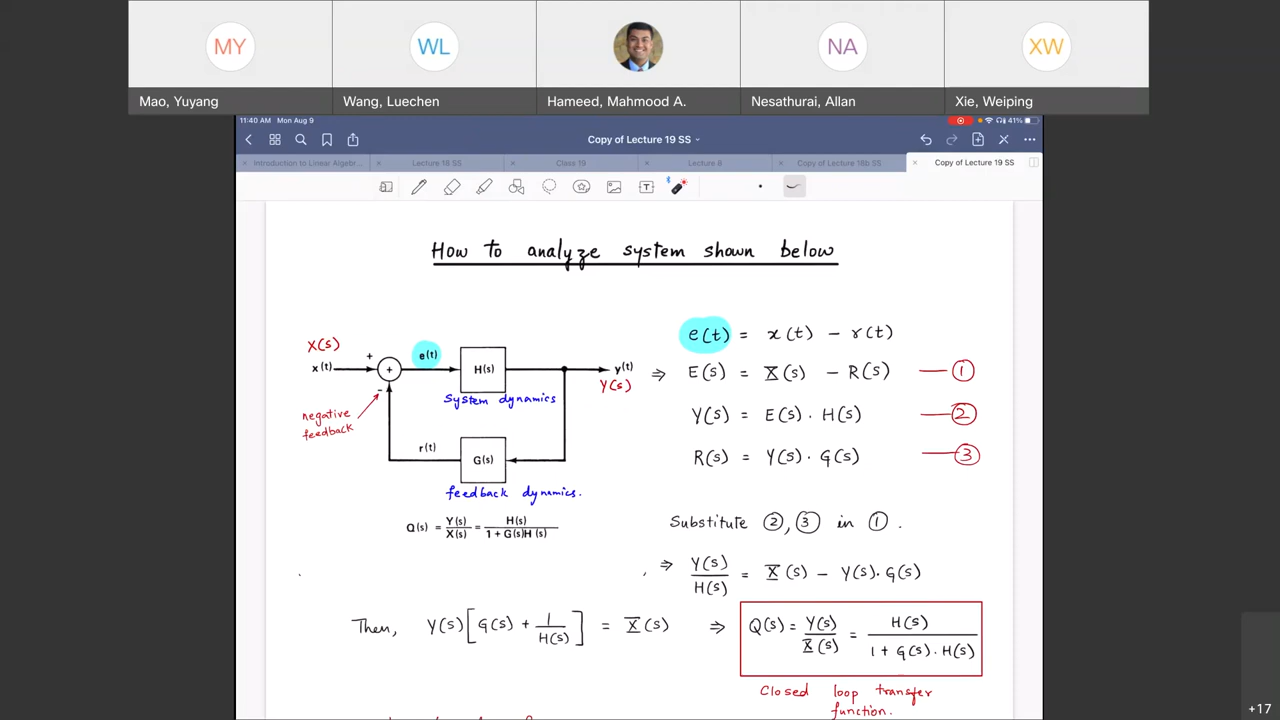 MY
WL
NA
XW
Mao, Yuyang
Wang, Luechen
Hameed, Mahmood A.
Nesathurai, Allan
Xie, Weiping
11:40 AM Mon Aug 9
41%
Copy of Lecture 19 SS
Introduction to Linear Algebr...
Lecture 18 SS
Class 19
Lecture 8
Copy of Lecture 18b SS
Copy of Lecture 19 SS
How to analyze system shown below
X(s)
x(t)
+
+
-
e(t)
H(s)
y(t)
Y(s)
System dynamics
negative
feedback
r(t)
G(s)
feedback dynamics.
Q(s) = Y(s)/X(s) = H(s)/1 + G(s)H(s)
e(t) = x(t) - r(t)
⇒ E(s) = X(s) - R(s) — ①
Y(s) = E(s) · H(s) — ②
R(s) = Y(s) · G(s) — ③
Substitute ②, ③ in ① .
⇒ Y(s)/H(s) = X(s) - Y(s)·G(s)
Then, Y(s)[G(s) + 1/H(s)] = X(s) ⇒ Q(s) = Y(s)/X(s) = H(s)/1 + G(s)·H(s)
Closed loop transfer
function.
+17